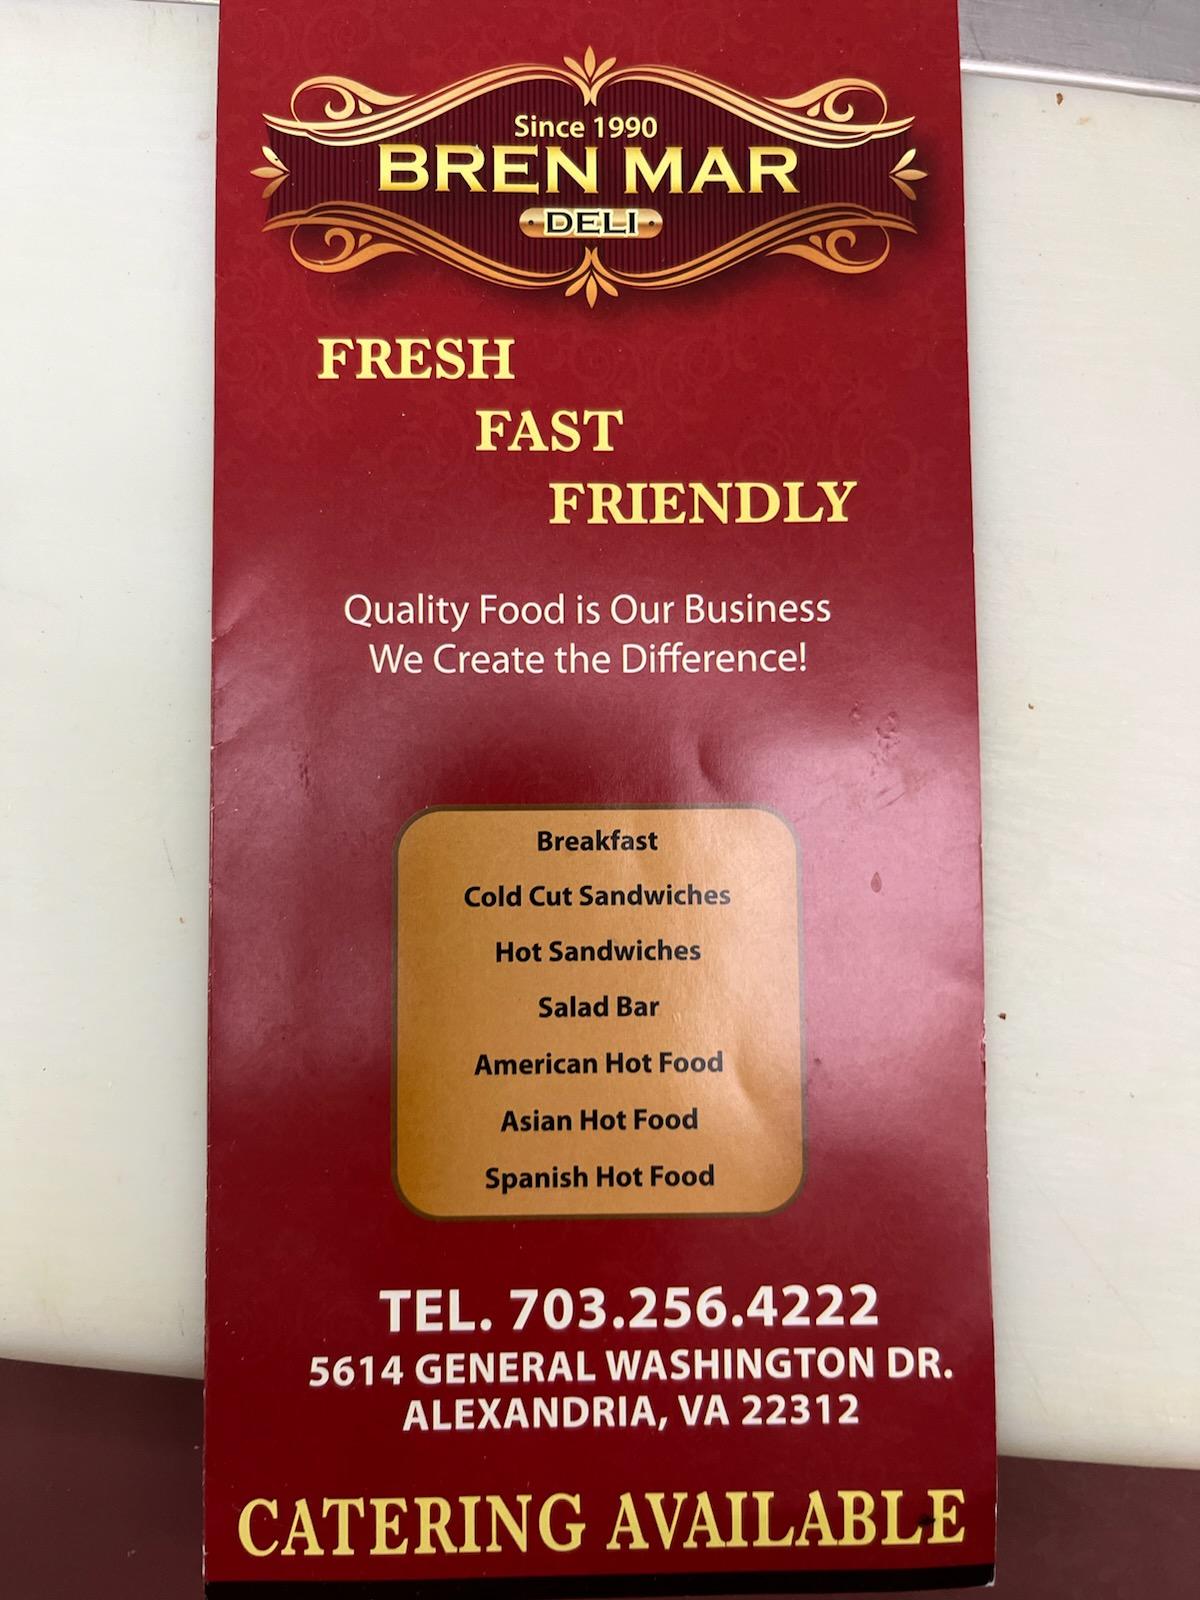 Since 1990
BREN MAR
DELI
FRESH
FAST
FRIENDLY
Quality Food is Our Business
We Create the Difference!
Breakfast
Cold Cut Sandwiches
Hot Sandwiches
Salad Bar
American Hot Food
Asian Hot Food
Spanish Hot Food
TEL. 703.256.4222
5614 GENERAL WASHINGTON DR.
ALEXANDRIA, VA 22312
CATERING AVAILABLE